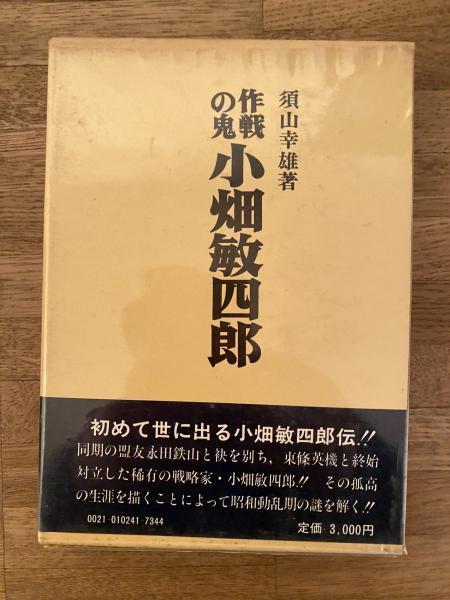 須山幸雄著
作戦
の鬼
小畑敏四郎
初めて世に出る小畑敏四郎伝!!
同期の盟友永田鉄山と袂を別ち、東條英機と終始
対立した稀有の戦略家・小畑敏四郎!! その孤高
の生涯を描くことによって昭和動乱期の謎を解く!!
0021-010241-7344
定価 3,000円